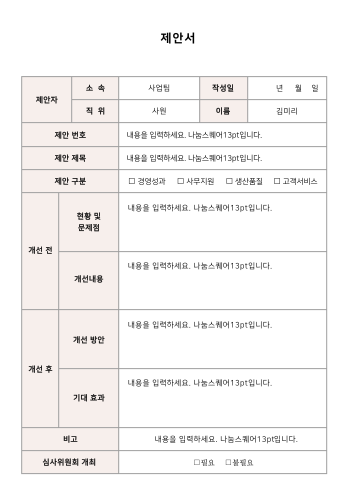 제안서
제안자 소 속 사업팀 작성일 년 월 일
직 위 사원 이름 김미리
제안 번호 내용을 입력하세요. 나눔스퀘어13pt입니다.
제안 제목 내용을 입력하세요. 나눔스퀘어13pt입니다.
제안 구분 □ 경영성과 □ 사무지원 □ 생산품질 □ 고객서비스
개선 전
현황 및
문제점
내용을 입력하세요. 나눔스퀘어13pt입니다.
개선내용
내용을 입력하세요. 나눔스퀘어13pt입니다.
개선 후
개선 방안
내용을 입력하세요. 나눔스퀘어13pt입니다.
기대 효과
내용을 입력하세요. 나눔스퀘어13pt입니다.
비고 내용을 입력하세요. 나눔스퀘어13pt입니다.
심사위원회 개최 □필요 □불필요